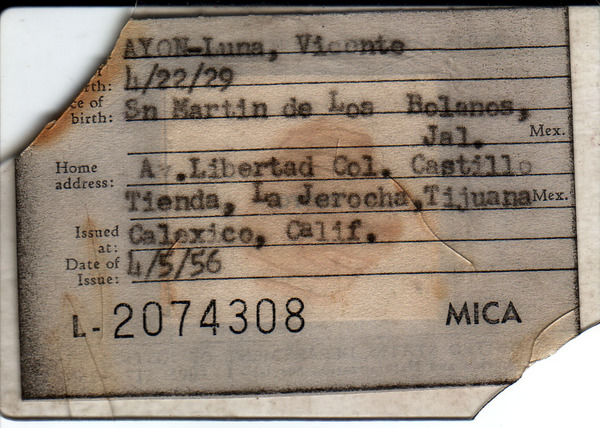 AYON-Luna, Vicente
rth: 4/22/29
ce of birth: Sn Martin de Los Bolanos,
Jal. Mex.
Home address: Av.Libertad Col. Castillo
Tienda, La Jerocha,Tijuana Mex.
Issued at: Calexico, Calif.
Date of Issue: 4/5/56
L-2074308 MICA